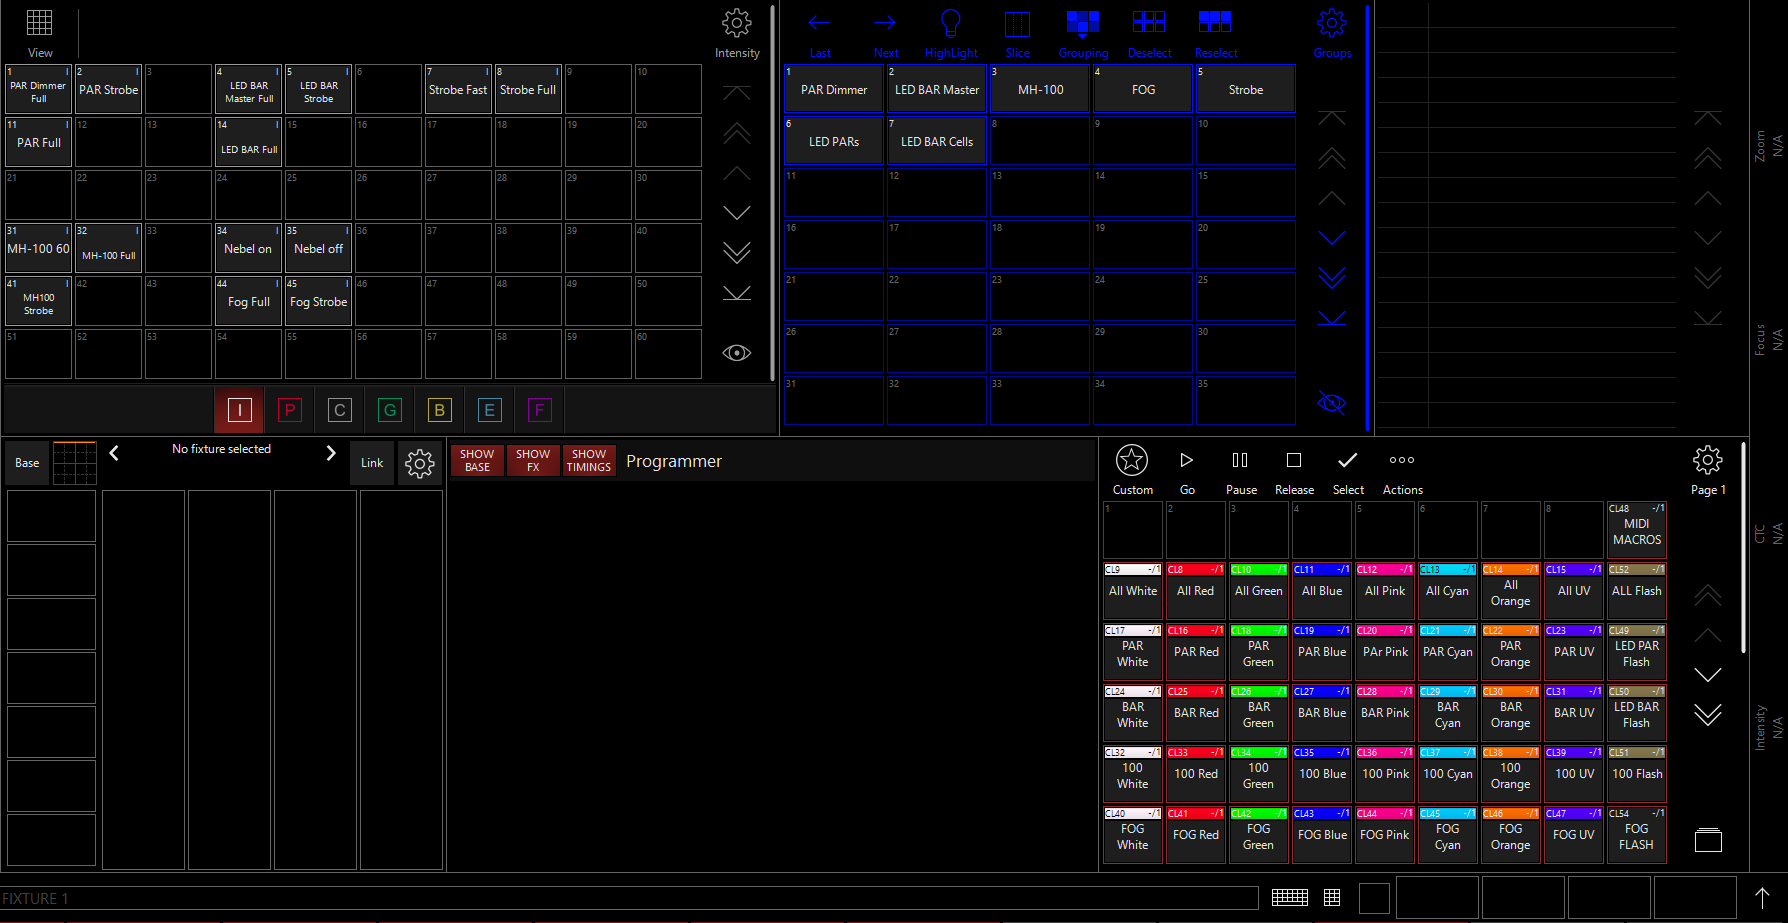 View
Intensity
1 I
PAR Dimmer
Full
2 I
PAR Strobe
3
4 I
LED BAR
Master Full
5 I
LED BAR
Strobe
6
7 I
Strobe Fast
8 I
Strobe Full
9
10
11 I
PAR Full
12
13
14 I
LED BAR Full
15
16
17
18
19
20
21
22
23
24
25
26
27
28
29
30
31 I
MH-100 60
32 I
MH-100 Full
33
34 I
Nebel on
35 I
Nebel off
36
37
38
39
40
41 I
MH100
Strobe
42
43
44 I
Fog Full
45 I
Fog Strobe
46
47
48
49
50
51
52
53
54
55
56
57
58
59
60
I P C G B E F
Last
Next
HighLight
Slice
Grouping
Deselect
Reselect
Groups
1
PAR Dimmer
2
LED BAR Master
3
MH-100
4
FOG
5
Strobe
6
LED PARs
7
LED BAR Cells
8
9
10
11
12
13
14
15
16
17
18
19
20
21
22
23
24
25
26
27
28
29
30
31
32
33
34
35
Zoom
N/A
Focus
N/A
CTC
N/A
Intensity
N/A
Base
No fixture selected
Link
SHOW
BASE
SHOW
FX
SHOW
TIMINGS
Programmer
Custom
Go
Pause
Release
Select
Actions
Page 1
1
2
3
4
5
6
7
8
CL48 -/1
MIDI
MACROS
CL9 -/1
All White
CL8 -/1
All Red
CL10 -/1
All Green
CL11 -/1
All Blue
CL12 -/1
All Pink
CL13 -/1
All Cyan
CL14 -/1
All
Orange
CL15 -/1
All UV
CL52 -/1
ALL Flash
CL17 -/1
PAR
White
CL16 -/1
PAR Red
CL18 -/1
PAR
Green
CL19 -/1
PAR Blue
CL20 -/1
PAr Pink
CL21 -/1
PAR Cyan
CL22 -/1
PAR
Orange
CL23 -/1
PAR UV
CL49 -/1
LED PAR
Flash
CL24 -/1
BAR
White
CL25 -/1
BAR Red
CL26 -/1
BAR
Green
CL27 -/1
BAR Blue
CL28 -/1
BAR Pink
CL29 -/1
BAR
Cyan
CL30 -/1
BAR
Orange
CL31 -/1
BAR UV
CL50 -/1
LED BAR
Flash
CL32 -/1
100
White
CL33 -/1
100 Red
CL34 -/1
100
Green
CL35 -/1
100 Blue
CL36 -/1
100 Pink
CL37 -/1
100 Cyan
CL38 -/1
100
Orange
CL39 -/1
100 UV
CL51 -/1
100 Flash
CL40 -/1
FOG
White
CL41 -/1
FOG Red
CL42 -/1
FOG
Green
CL43 -/1
FOG Blue
CL44 -/1
FOG Pink
CL45 -/1
FOG
Cyan
CL46 -/1
FOG
Orange
CL47 -/1
FOG UV
CL54 -/1
FOG
FLASH
FIXTURE 1